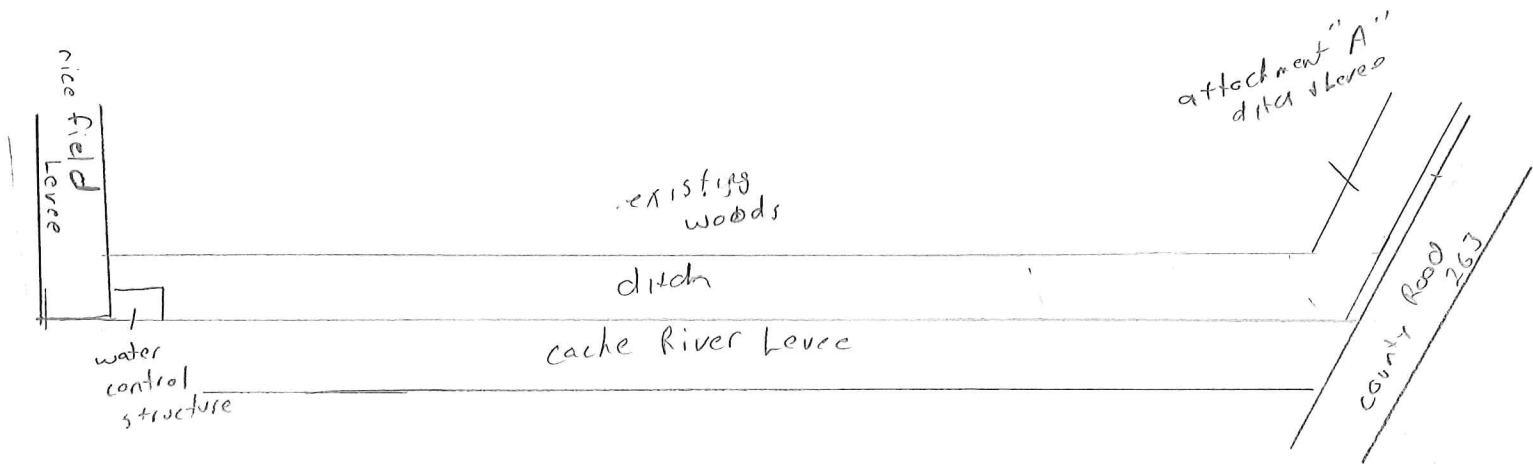 rice field
Levee
attachment "A"
ditch & Levee
existing
woods
ditch
Cache River Levee
water
control
structure
County Road
263